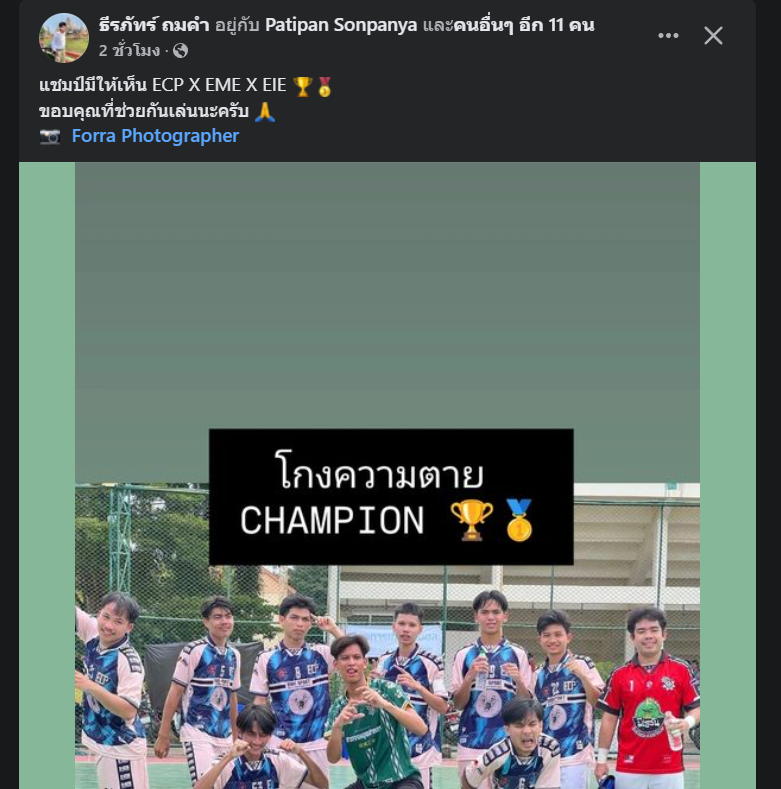 ธีรภัทร์ ถมคำ อยู่กับ Patipan Sonpanya และคนอื่นๆ อีก 11 คน
2 ชั่วโมง ·
แชมป์มีให้เห็น ECP X EME X EIE 🏆🏅
ขอบคุณที่ช่วยกันเล่นนะครับ 🙏
📷 Forra Photographer
โกงความตาย
CHAMPION 🏆🥇